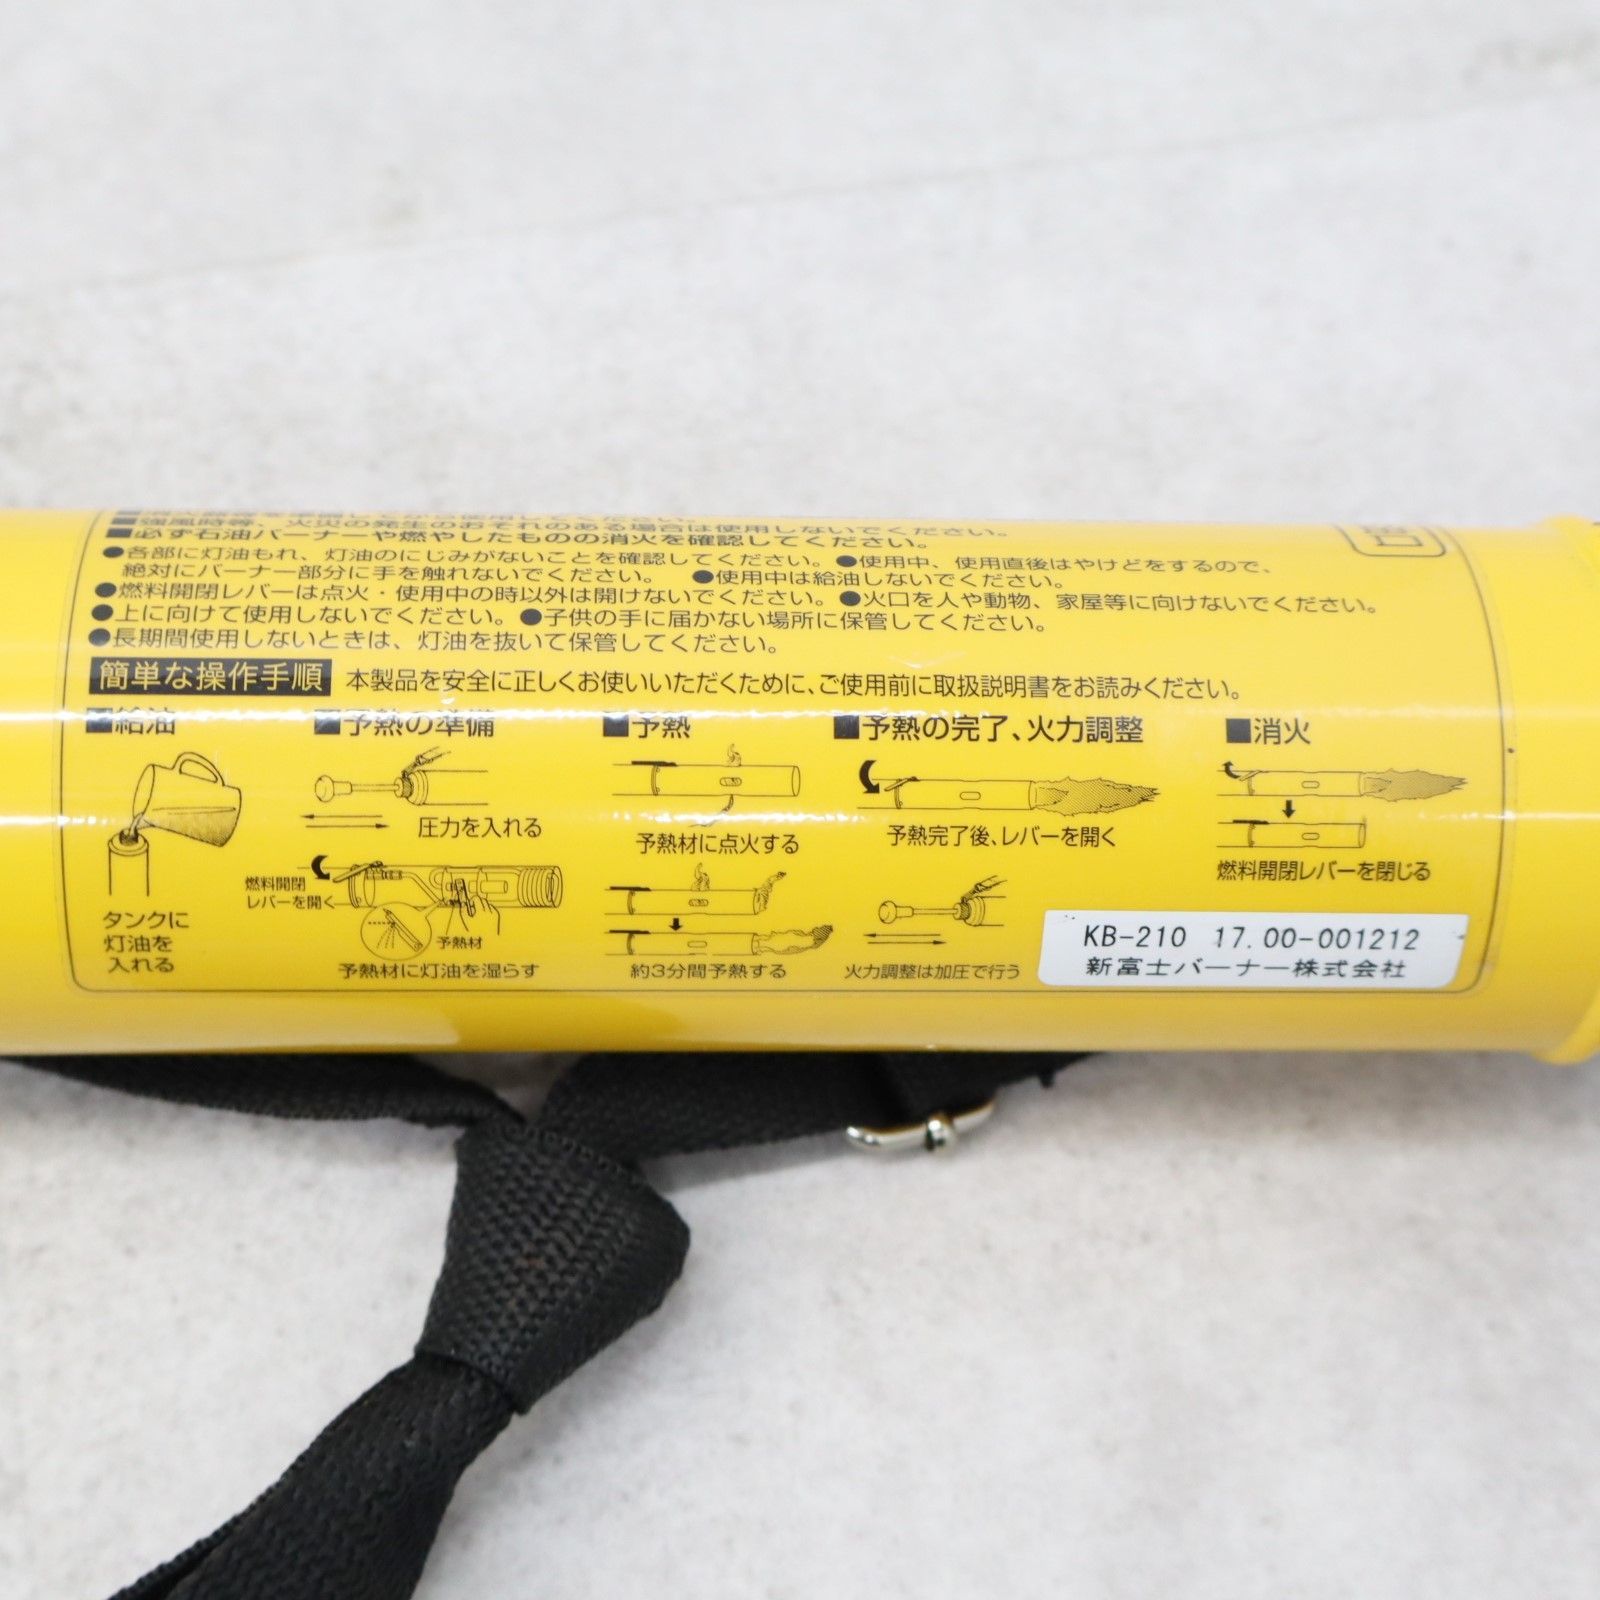 ■強風時等、火災の発生のおそれのある場合は使用しないでください。
■必ず石油バーナーや燃やしたものの消火を確認してください。
●各部に灯油もれ、灯油のにじみがないことを確認してください。●使用中、使用直後はやけどをするので、
絶対にバーナー部分に手を触れないでください。 ●使用中は給油しないでください。
●燃料開閉レバーは点火・使用中の時以外は開けないでください。●火口を人や動物、家屋等に向けないでください。
●上に向けて使用しないでください。●子供の手に届かない場所に保管してください。
●長期間使用しないときは、灯油を抜いて保管してください。
簡単な操作手順 本製品を安全に正しくお使いいただくために、ご使用前に取扱説明書をお読みください。
給油
タンクに
灯油を
入れる
予熱の準備
圧力を入れる
燃料開閉
レバーを開く
予熱材
予熱材に灯油を湿らす
予熱
予熱材に点火する
約3分間予熱する
予熱の完了、火力調整
予熱完了後、レバーを開く
火力調整は加圧で行う
消火
燃料開閉レバーを閉じる
KB-210 17.00-001212
新富士バーナー株式会社